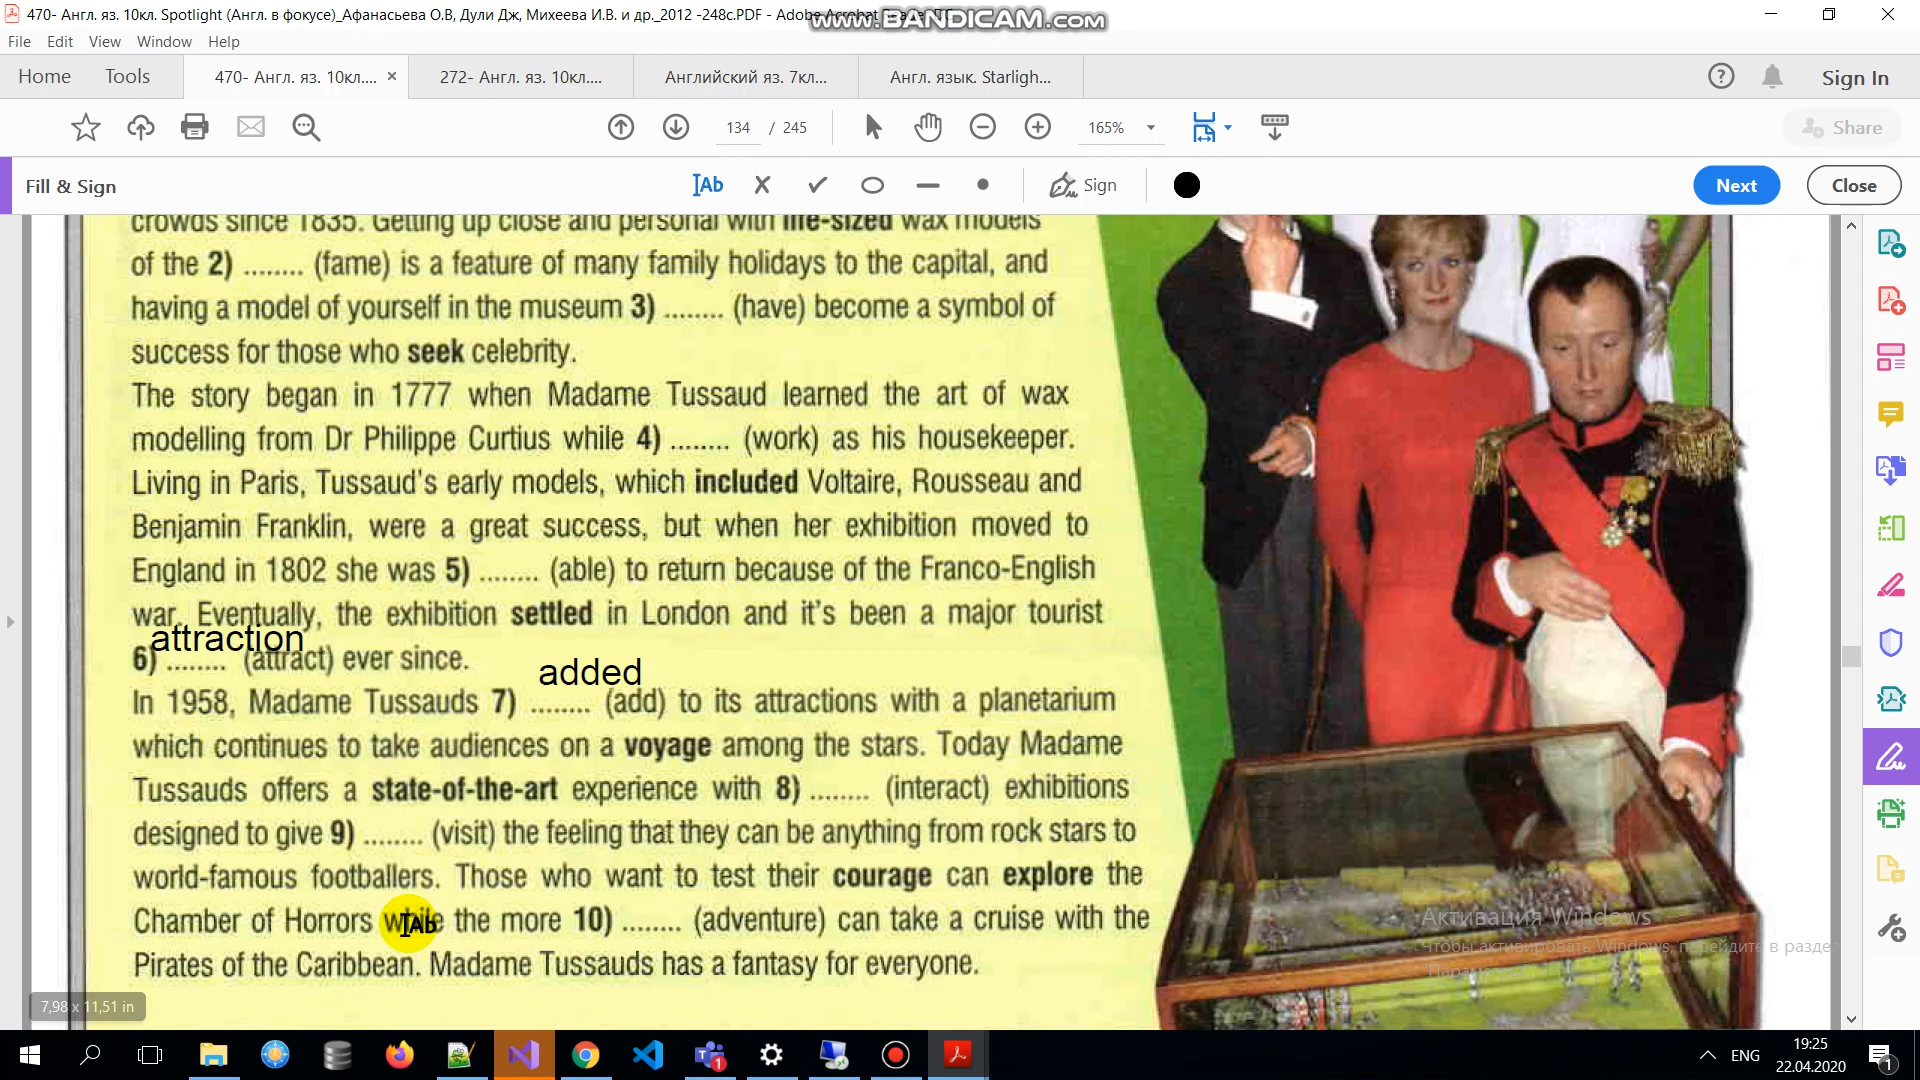 470- Англ. яз. 10кл. Spotlight (Англ. в фокусе)_Афанасьева О.В, Дули Дж, Михеева И.В. и др._2012 -248с.PDF - Adobe Acrobat
www.BANDICAM.com
File Edit View Window Help
Home Tools 470- Англ. яз. 10кл.... 272- Англ. яз. 10кл.... Английский яз. 7кл... Англ. язык. Starligh... Sign In
134 / 245 165% Share
Fill & Sign Ab Sign Next Close
crowds since 1835. Getting up close and personal with life-sized wax models
of the 2) ........ (fame) is a feature of many family holidays to the capital, and
having a model of yourself in the museum 3) ........ (have) become a symbol of
success for those who seek celebrity.
The story began in 1777 when Madame Tussaud learned the art of wax
modelling from Dr Philippe Curtius while 4) ........ (work) as his housekeeper.
Living in Paris, Tussaud's early models, which included Voltaire, Rousseau and
Benjamin Franklin, were a great success, but when her exhibition moved to
England in 1802 she was 5) ........ (able) to return because of the Franco-English
war. Eventually, the exhibition settled in London and it's been a major tourist
attraction
6) ........ (attract) ever since.
added
In 1958, Madame Tussauds 7) ........ (add) to its attractions with a planetarium
which continues to take audiences on a voyage among the stars. Today Madame
Tussauds offers a state-of-the-art experience with 8) ........ (interact) exhibitions
designed to give 9) ........ (visit) the feeling that they can be anything from rock stars to
world-famous footballers. Those who want to test their courage can explore the
Chamber of Horrors while the more 10) ........ (adventure) can take a cruise with the
Pirates of the Caribbean. Madame Tussauds has a fantasy for everyone.
Активация Windows
Чтобы активировать Windows, перейдите в раздел
7,98 x 11,51 in
ENG
19:25
22.04.2020
1
1